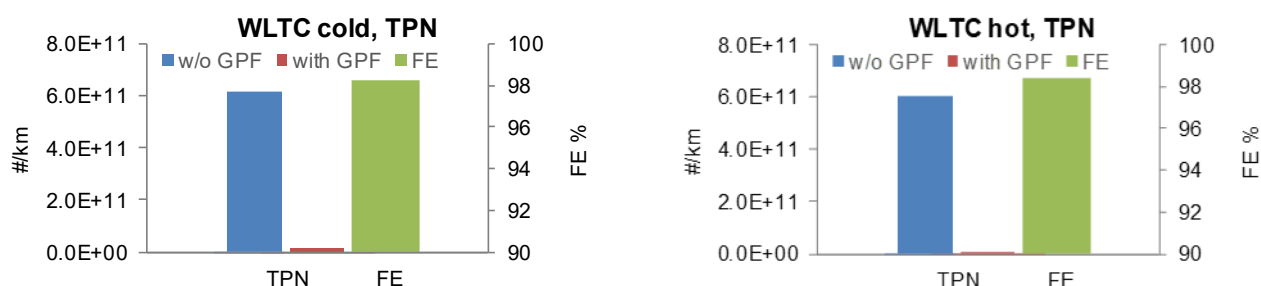 WLTC cold, TPN
8.0E+11
6.0E+11
4.0E+11
2.0E+11
0.0E+00
#/km
w/o GPF with GPF FE
100
98
96
94
92
90
FE %
TPN FE
WLTC hot, TPN
8.0E+11
6.0E+11
4.0E+11
2.0E+11
0.0E+00
#/km
w/o GPF with GPF FE
100
98
96
94
92
90
FE %
TPN FE